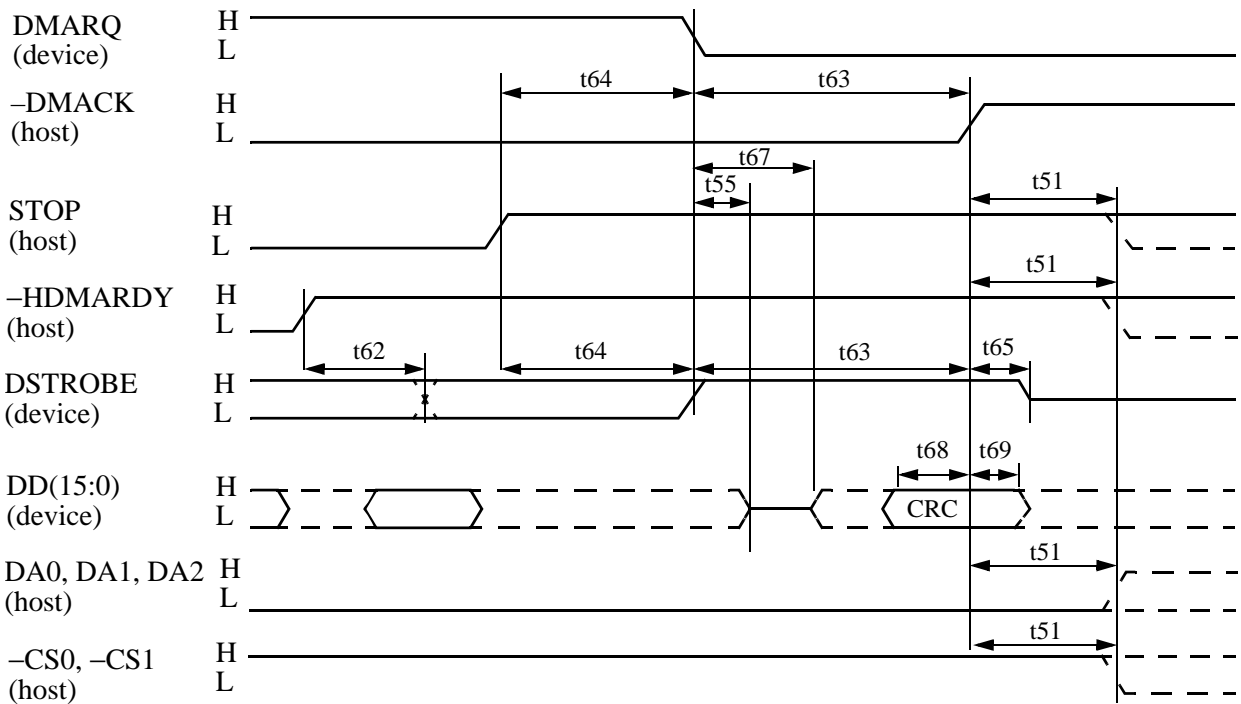 DMARQ H
(device) L
t64 t63
–DMACK H
(host) L
t67
t55 t51
STOP H
(host) L
t51
–HDMARDY H
(host) L
t62 t64 t63 t65
DSTROBE H
(device) L
t68 t69
DD(15:0) H
(device) L
CRC
t51
DA0, DA1, DA2 H
(host) L
t51
–CS0, –CS1 H
(host) L